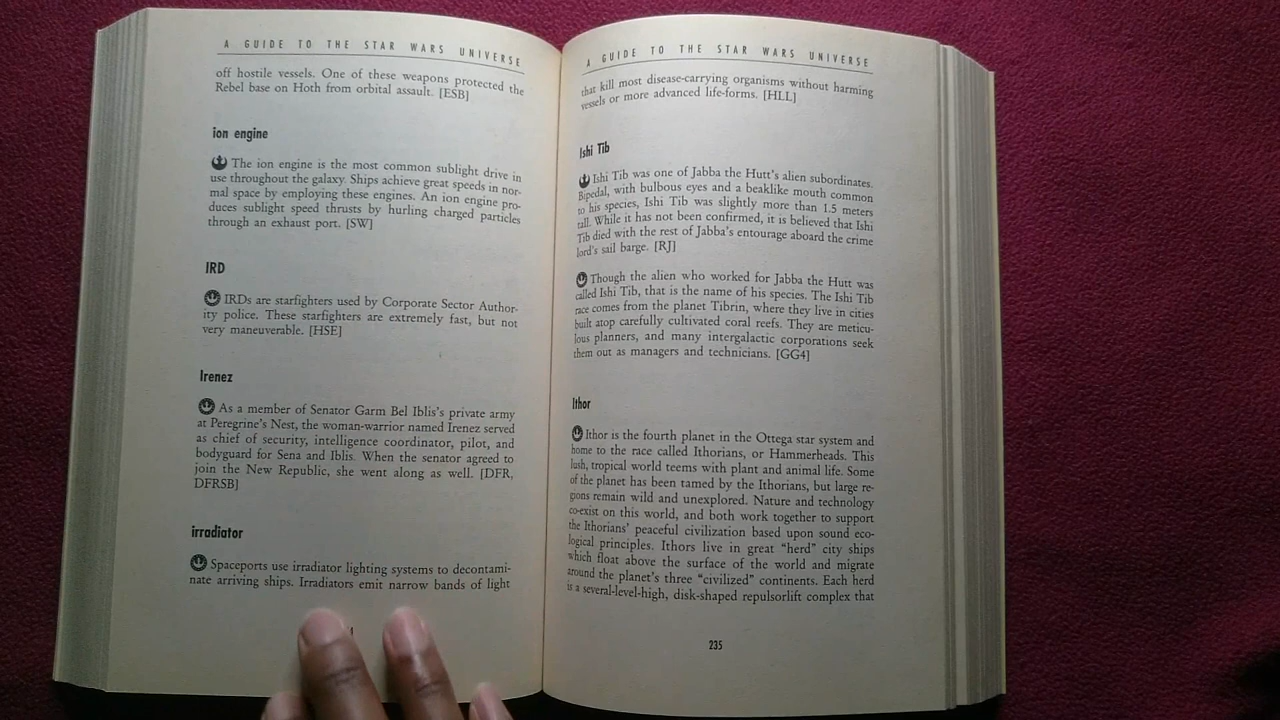 A GUIDE TO THE STAR WARS UNIVERSE
off hostile vessels. One of these weapons protected the
Rebel base on Hoth from orbital assault. [ESB]
ion engine
The ion engine is the most common sublight drive in
use throughout the galaxy. Ships achieve great speeds in nor-
mal space by employing these engines. An ion engine pro-
duces sublight speed thrusts by hurling charged particles
through an exhaust port. [SW]
IRD
IRDs are starfighters used by Corporate Sector Author-
ity police. These starfighters are extremely fast, but not
very maneuverable. [HSE]
Irenez
As a member of Senator Garm Bel Iblis's private army
at Peregrine's Nest, the woman-warrior named Irenez served
as chief of security, intelligence coordinator, pilot, and
bodyguard for Sena and Iblis. When the senator agreed to
join the New Republic, she went along as well. [DFR,
DFRSB]
irradiator
Spaceports use irradiator lighting systems to decontami-
nate arriving ships. Irradiators emit narrow bands of light
A GUIDE TO THE STAR WARS UNIVERSE
that kill most disease-carrying organisms without harming
vessels or more advanced life-forms. [HLL]
Ishi Tib
Ishi Tib was one of Jabba the Hutt's alien subordinates.
Bipedal, with bulbous eyes and a beaklike mouth common
to his species, Ishi Tib was slightly more than 1.5 meters
tall. While it has not been confirmed, it is believed that Ishi
Tib died with the rest of Jabba's entourage aboard the crime
lord's sail barge. [RJ]
Though the alien who worked for Jabba the Hutt was
called Ishi Tib, that is the name of his species. The Ishi Tib
race comes from the planet Tibrin, where they live in cities
built atop carefully cultivated coral reefs. They are meticu-
lous planners, and many intergalactic corporations seek
them out as managers and technicians. [GG4]
Ithor
Ithor is the fourth planet in the Ottega star system and
home to the race called Ithorians, or Hammerheads. This
lush, tropical world teems with plant and animal life. Some
of the planet has been tamed by the Ithorians, but large re-
gions remain wild and unexplored. Nature and technology
co-exist on this world, and both work together to support
the Ithorians' peaceful civilization based upon sound eco-
logical principles. Ithors live in great "herd" city ships
which float above the surface of the world and migrate
around the planet's three "civilized" continents. Each herd
is a several-level-high, disk-shaped repulsorlift complex that
235